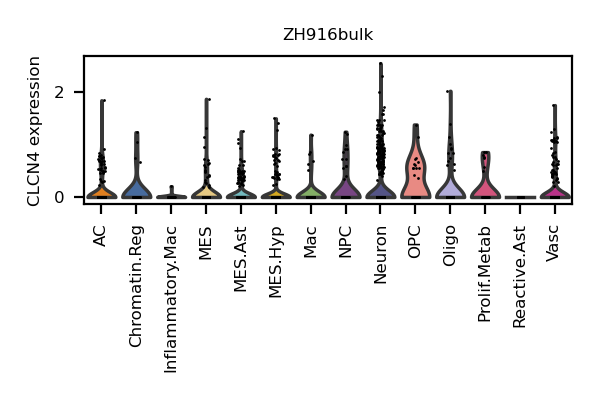 ZH916bulk
CLCN4 expression
2
0
AC
Chromatin.Reg
Inflammatory.Mac
MES
MES.Ast
MES.Hyp
Mac
NPC
Neuron
OPC
Oligo
Prolif.Metab
Reactive.Ast
Vasc